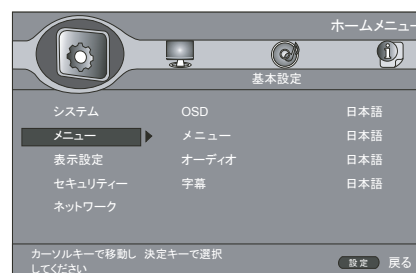 ホームメニュー
基本設定
システム OSD 日本語
メニュー メニュー 日本語
表示設定 オーディオ 日本語
セキュリティー 字幕 日本語
ネットワーク
カーソルキーで移動し 決定キーで選択
してください
設定 戻る